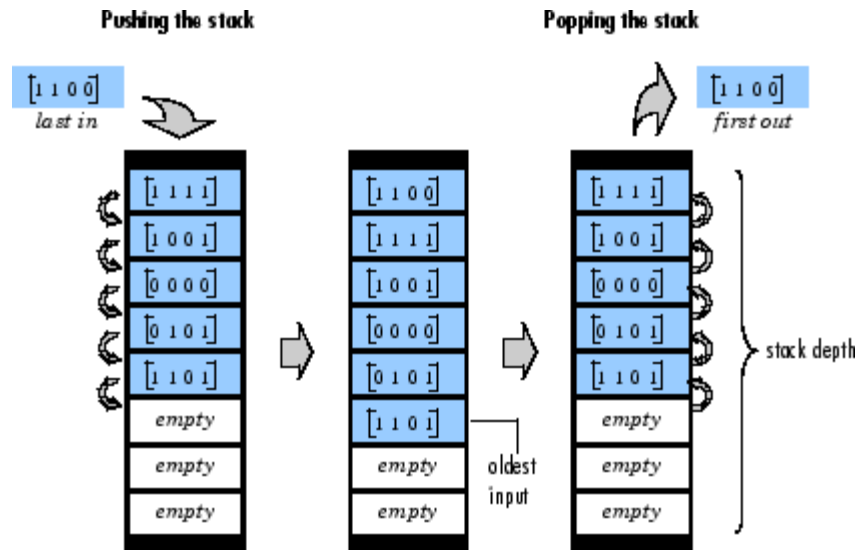 Pushing the stack
Popping the stack
[1 1 0 0]
last in
[1 1 0 0]
first out
[1 1 1 1]
[1 0 0 1]
[0 0 0 0]
[0 1 0 1]
[1 1 0 1]
empty
empty
empty
[1 1 0 0]
[1 1 1 1]
[1 0 0 1]
[0 0 0 0]
[0 1 0 1]
[1 1 0 1]
empty
empty
oldest
input
[1 1 1 1]
[1 0 0 1]
[0 0 0 0]
[0 1 0 1]
[1 1 0 1]
empty
empty
empty
stack depth